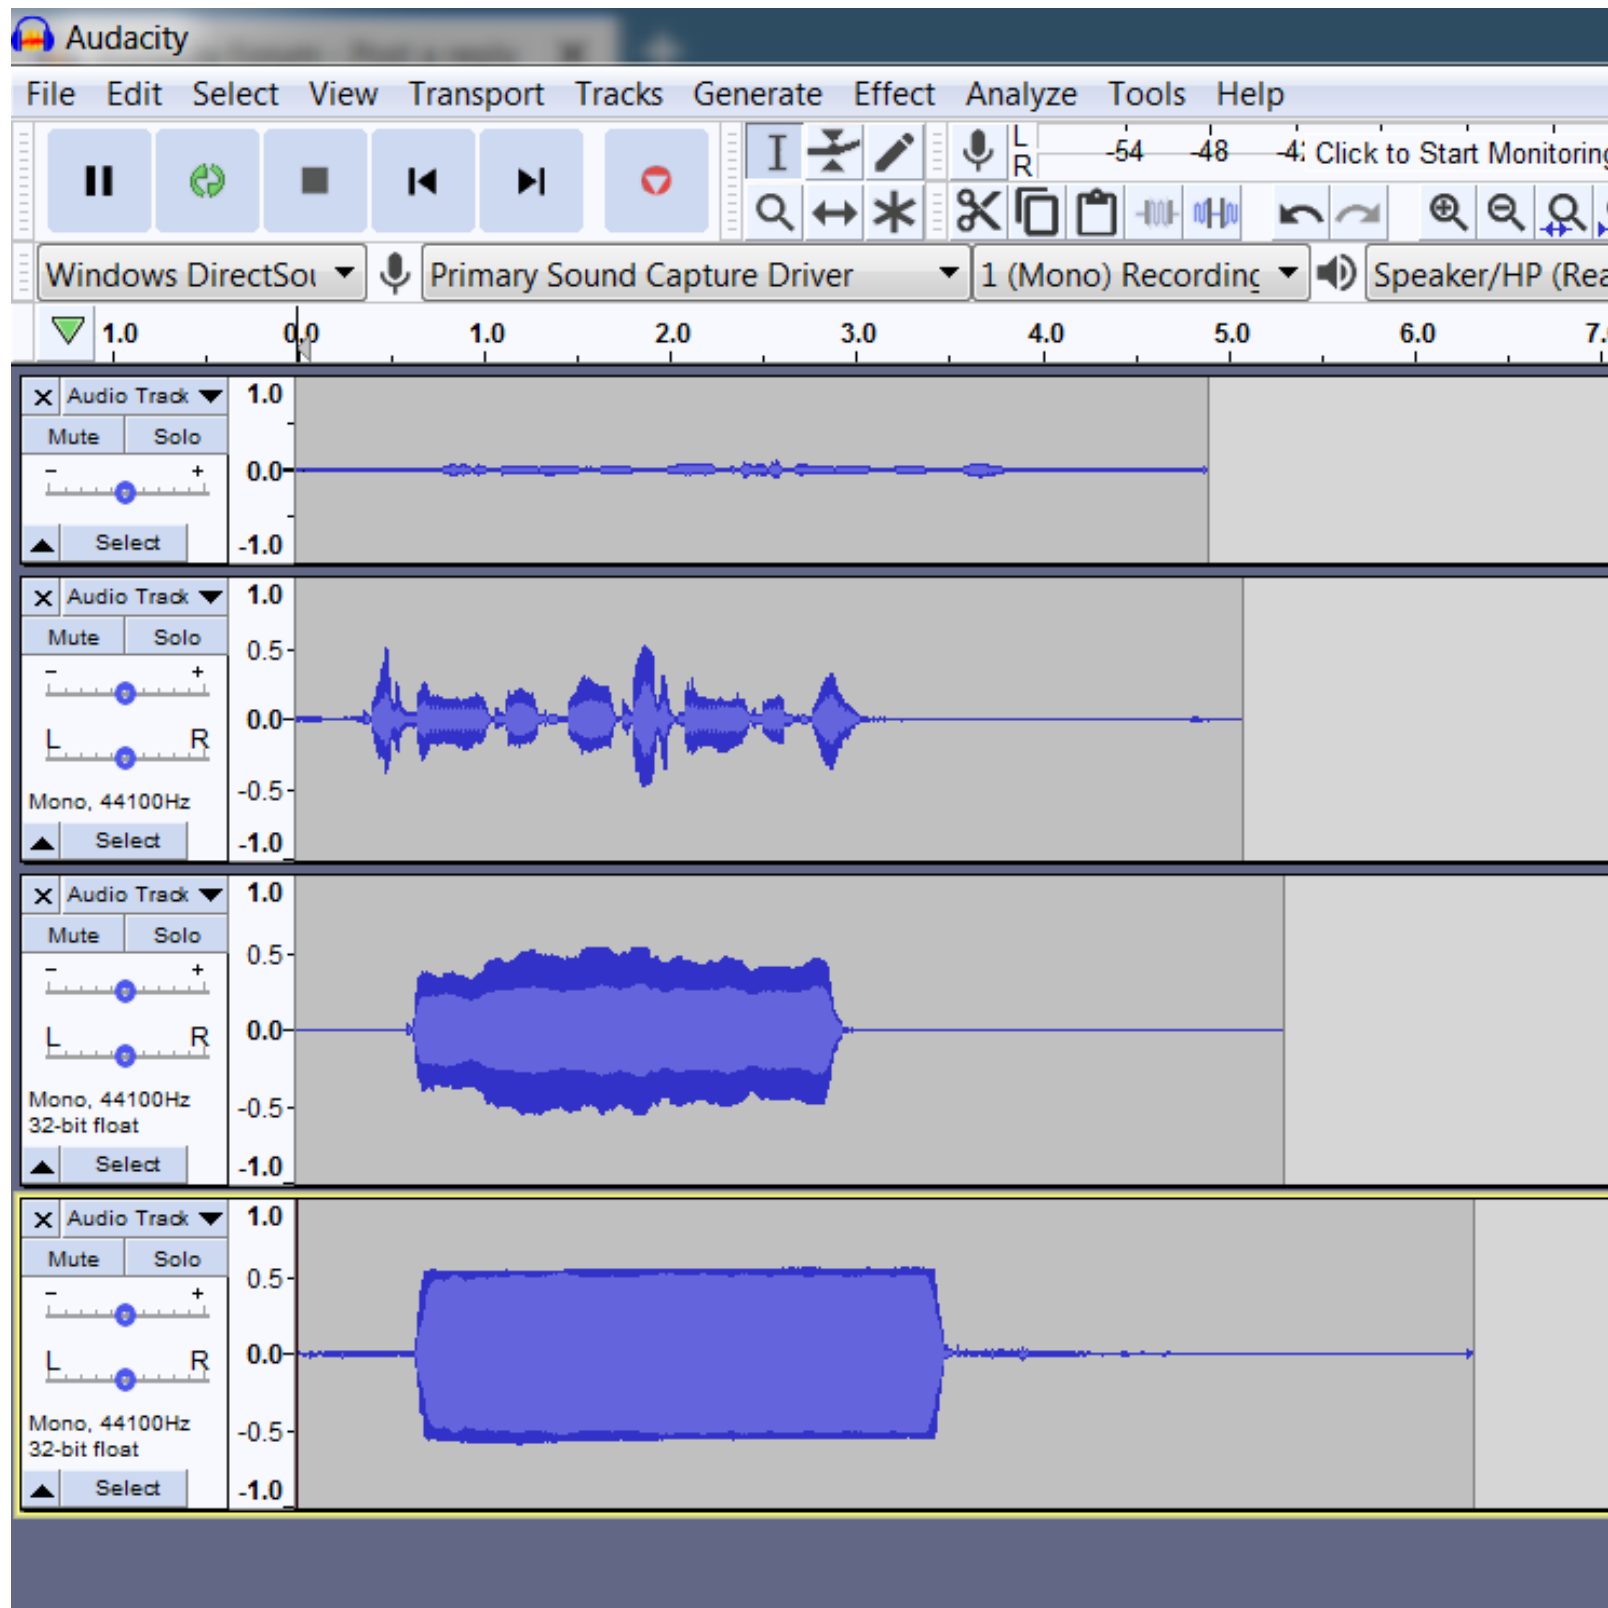 Audacity
File Edit Select View Transport Tracks Generate Effect Analyze Tools Help
L
R
-54 -48 Click to Start Monitoring
Windows DirectSou Primary Sound Capture Driver 1 (Mono) Recording Speaker/HP (Rea
1.0 0.0 1.0 2.0 3.0 4.0 5.0 6.0 7.
X Audio Track 1.0
Mute Solo
- + 0.0
Select -1.0
X Audio Track 1.0
Mute Solo 0.5
- +
L R 0.0
-0.5
Mono, 44100Hz
Select -1.0
X Audio Track 1.0
Mute Solo 0.5
- +
L R 0.0
Mono, 44100Hz -0.5
32-bit float
Select -1.0
X Audio Track 1.0
Mute Solo 0.5
- +
L R 0.0
Mono, 44100Hz -0.5
32-bit float
Select -1.0